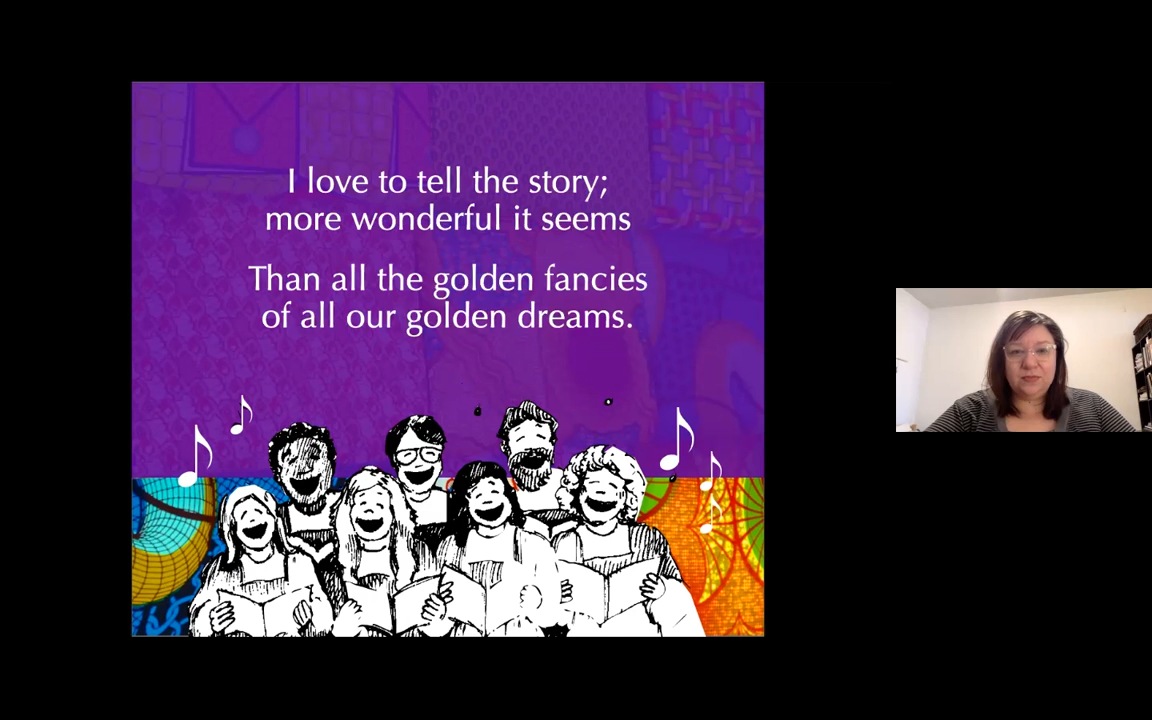 I love to tell the story;
more wonderful it seems
Than all the golden fancies
of all our golden dreams.